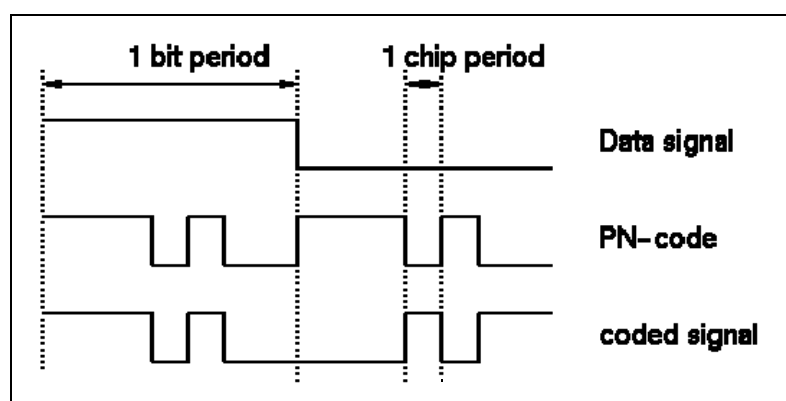 1 bit period
1 chip period
Data signal
PN-code
coded signal